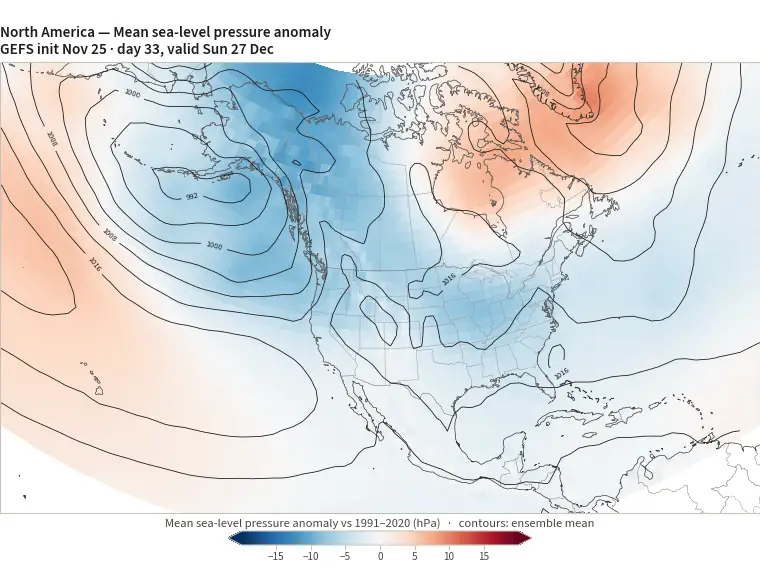 North America — Mean sea-level pressure anomaly
GEFS init Nov 25 · day 33, valid Sun 27 Dec
1000
1008
1008
992
1008
1000
1016
1016
1016
Mean sea-level pressure anomaly vs 1991–2020 (hPa) · contours: ensemble mean
−15 −10 −5 0 5 10 15